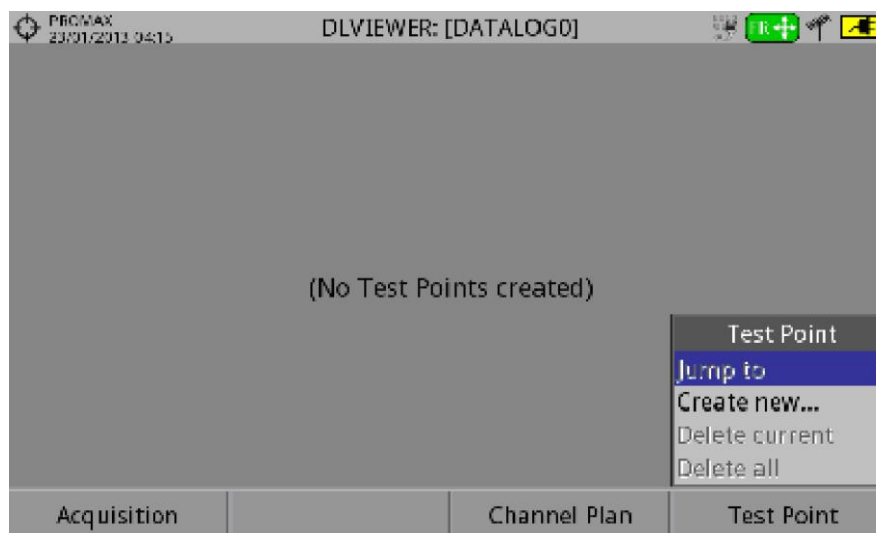 PROMAX
23/01/2013 04:15
DLVIEWER: [DATALOG0]
FR
(No Test Points created)
Test Point
Jump to
Create new...
Delete current
Delete all
Acquisition
Channel Plan
Test Point